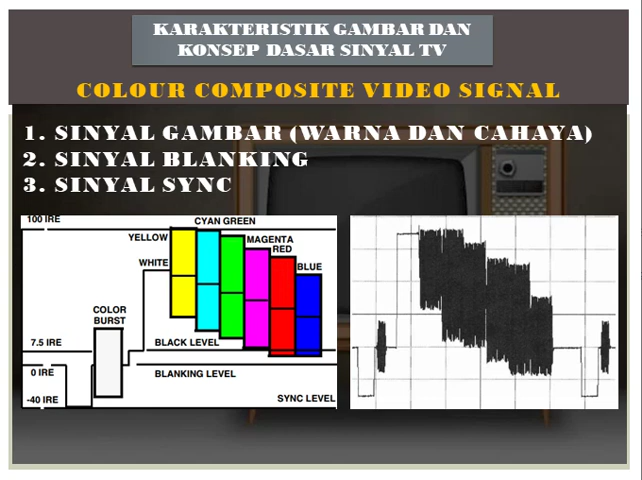 KARAKTERISTIK GAMBAR DAN
KONSEP DASAR SINYAL TV
COLOUR COMPOSITE VIDEO SIGNAL
1. SINYAL GAMBAR (WARNA DAN CAHAYA)
2. SINYAL BLANKING
3. SINYAL SYNC
100 IRE
CYAN GREEN
YELLOW
MAGENTA
RED
WHITE
BLUE
COLOR
BURST
7.5 IRE
BLACK LEVEL
0 IRE
BLANKING LEVEL
-40 IRE
SYNC LEVEL